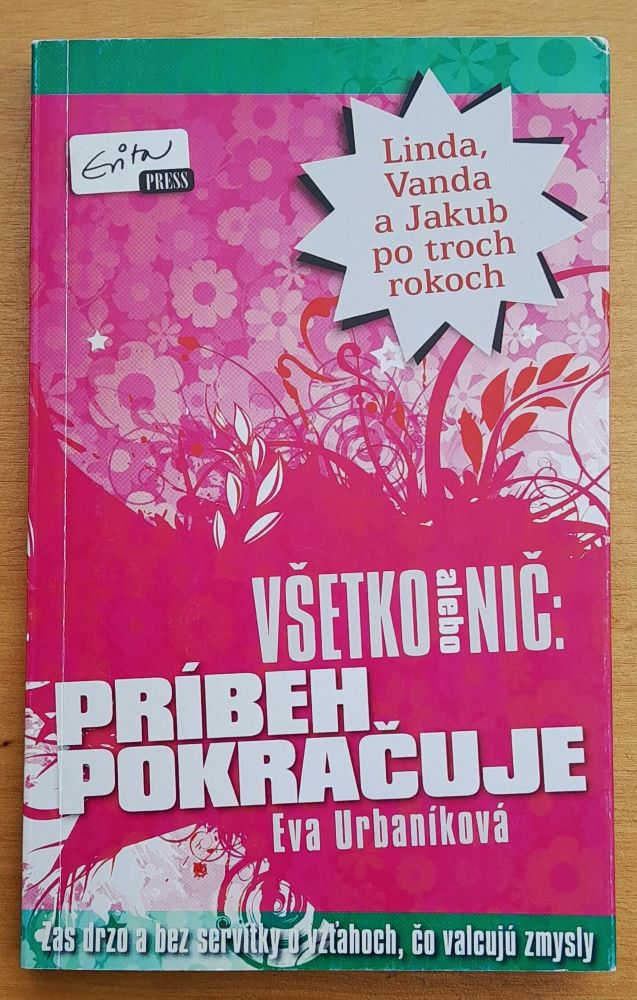 Evita
PRESS
Linda,
Vanda
a Jakub
po troch
rokoch
VŠETKO alebo NIČ:
PRÍBEH
POKRAČUJE
Eva Urbaníková
Zas drzo a bez servítky o vzťahoch, čo valcujú zmysly